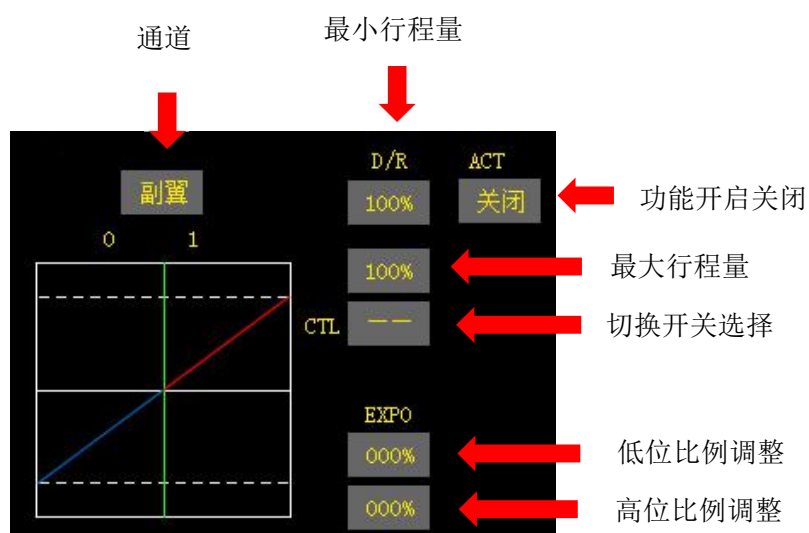 通道
最小行程量
D/R ACT
副翼 100% 关闭 功能开启关闭
0 1
100% 最大行程量
CTL —— 切换开关选择
EXPO
000% 低位比例调整
000% 高位比例调整